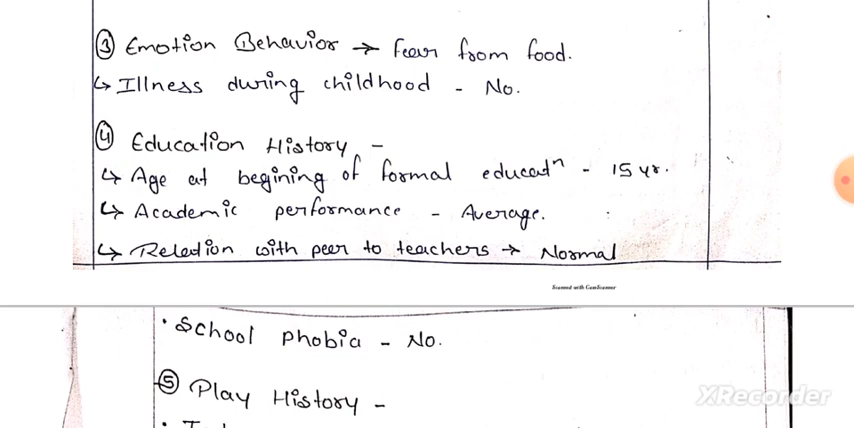 ③ Emotion Behavior → Fear from food.
↳ Illness during childhood - No.
④ Education History -
↳ Age at begining of formal educatⁿ - 15 yr.
↳ Academic performance - Average.
↳ Relation with peer to teachers → Normal
Scanned with CamScanner
· School Phobia - No.
⑤ Play History -
XRecorder